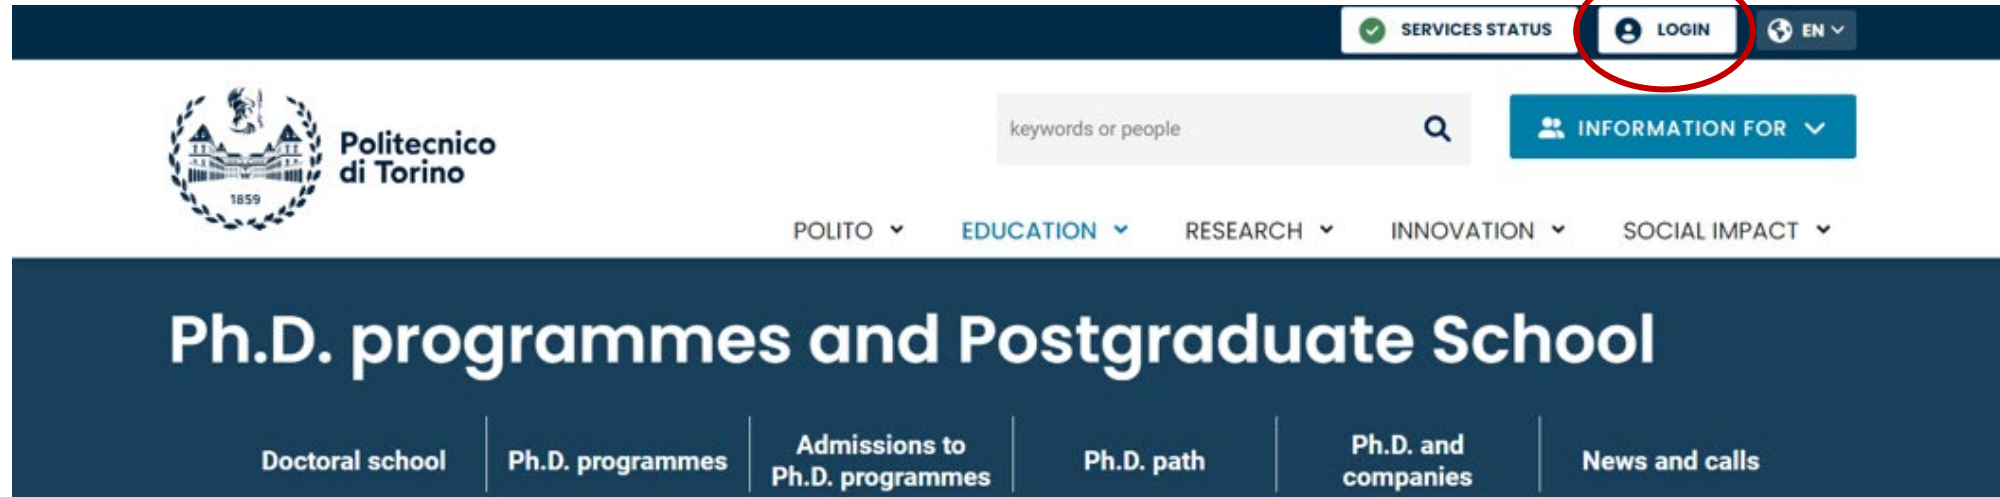 SERVICES STATUS
LOGIN
EN
Politecnico
di Torino
1859
keywords or people
INFORMATION FOR
POLITO
EDUCATION
RESEARCH
INNOVATION
SOCIAL IMPACT
Ph.D. programmes and Postgraduate School
Doctoral school
Ph.D. programmes
Admissions to
Ph.D. programmes
Ph.D. path
Ph.D. and
companies
News and calls